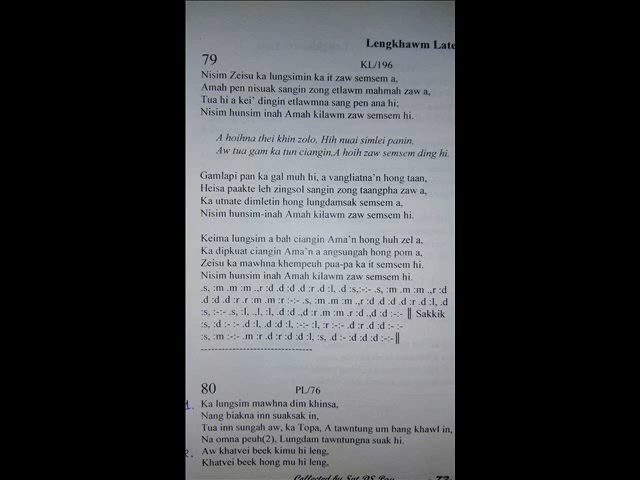 Lengkhawm Late
79
KL/196
Nisim Zeisu ka lungsimin ka it zaw semsem a,
Amah pen nisuak sangin zong etlawm mahmah zaw a,
Tua hi a kei' dingin etlawmna sang pen ana hi;
Nisim hunsim inah Amah kilawm zaw semsem hi.
A hoihna thei khin zolo, Hih nuai simlei panin.
Aw tua gam ka tun ciangin,A hoih zaw semsem ding hi.
Gamlapi pan ka gal muh hi, a vangliatna'n hong taan,
Heisa paakte leh zingsol sangin zong taangpha zaw a,
Ka utnate dimletin hong lungdamsak semsem a,
Nisim hunsim-inah Amah kilawm zaw semsem hi.
Keima lungsim a bah ciangin Ama'n hong huh zel a,
Ka dipkuat ciangin Ama'n a angsungah hong pom a,
Zeisu ka mawhna khempeuh pua-pa ka it semsem hi.
Nisim hunsim inah Amah kilawm zaw semsem hi.
.s, :m .m :m .,r :d .d :d .d :r .d :l, .d :s,:-:- .s, :m .m :m .,r :d
.d :d .d :r .r :m .m :r :-:- .s, :m .m :m .,r :d .d :d .d :r .d :l, .d
:s, :-:- .s, :l, .,l, :l, .d :d .,d :r .m :m .r :d .,d :d :-:- || Sakkik
:s, :d :- :- .d :l, .d :d :l, :-:- :l, :r :-:- .d :r .d :d :- :-
:s, :m :-:- .m :r .d :r :d :d :l, :s, .d :- :d :d :d :-:-||
--------------------------------
80
PL/76
1. Ka lungsim mawhna dim khinsa,
Nang biakna inn suaksak in,
Tua inn sungah aw, ka Topa, A tawntung um bang khawl in,
Na omna peuh(2), Lungdam tawntungna suak hi.
2. Aw khatvei beek kimu hi leng,
Khatvei beek hong mu hi leng,
Collected by Sgt DS Pau